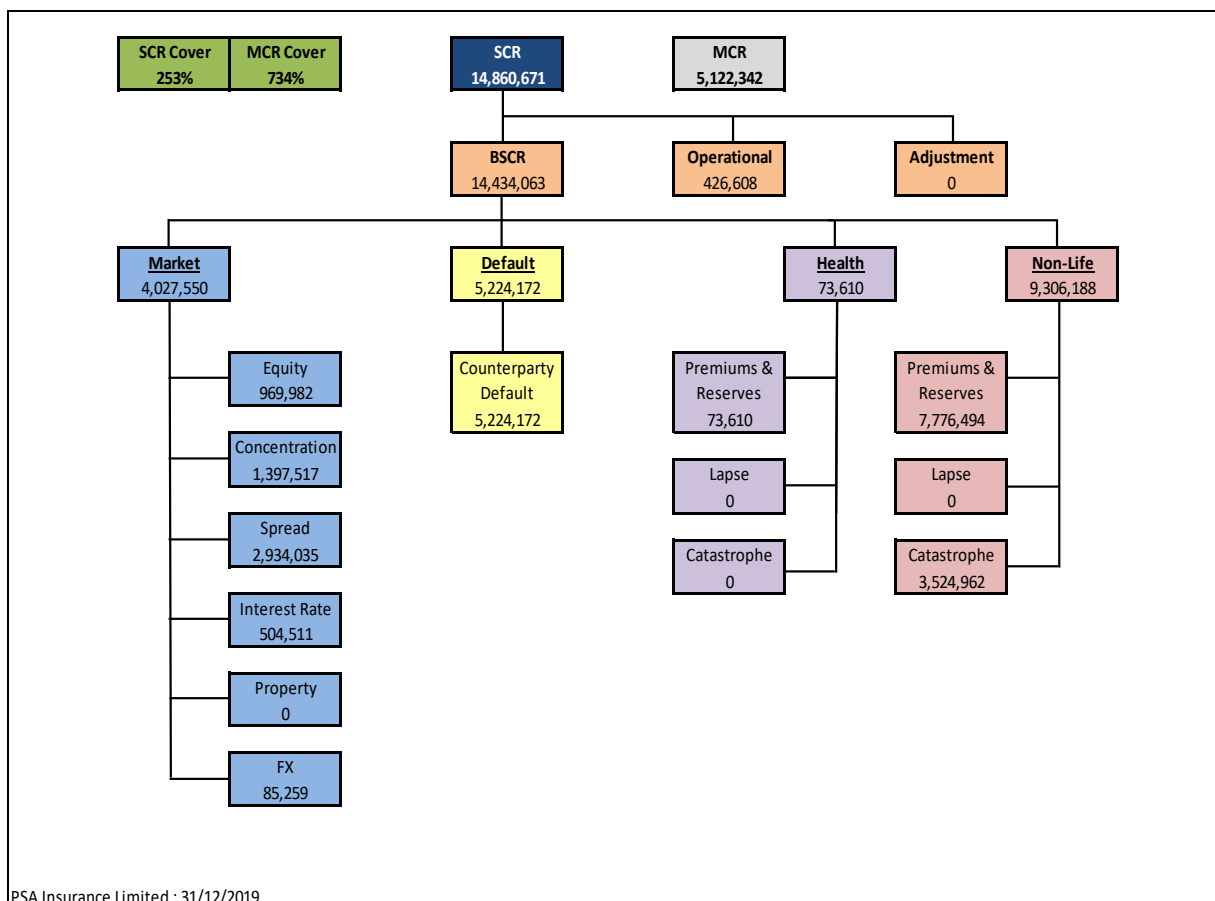 SCR Cover
253%
MCR Cover
734%
SCR
14,860,671
MCR
5,122,342
BSCR
14,434,063
Operational
426,608
Adjustment
0
Market
4,027,550
Default
5,224,172
Health
73,610
Non-Life
9,306,188
Equity
969,982
Concentration
1,397,517
Spread
2,934,035
Interest Rate
504,511
Property
0
FX
85,259
Counterparty
Default
5,224,172
Premiums &
Reserves
73,610
Lapse
0
Catastrophe
0
Premiums &
Reserves
7,776,494
Lapse
0
Catastrophe
3,524,962
PSA Insurance Limited : 31/12/2019